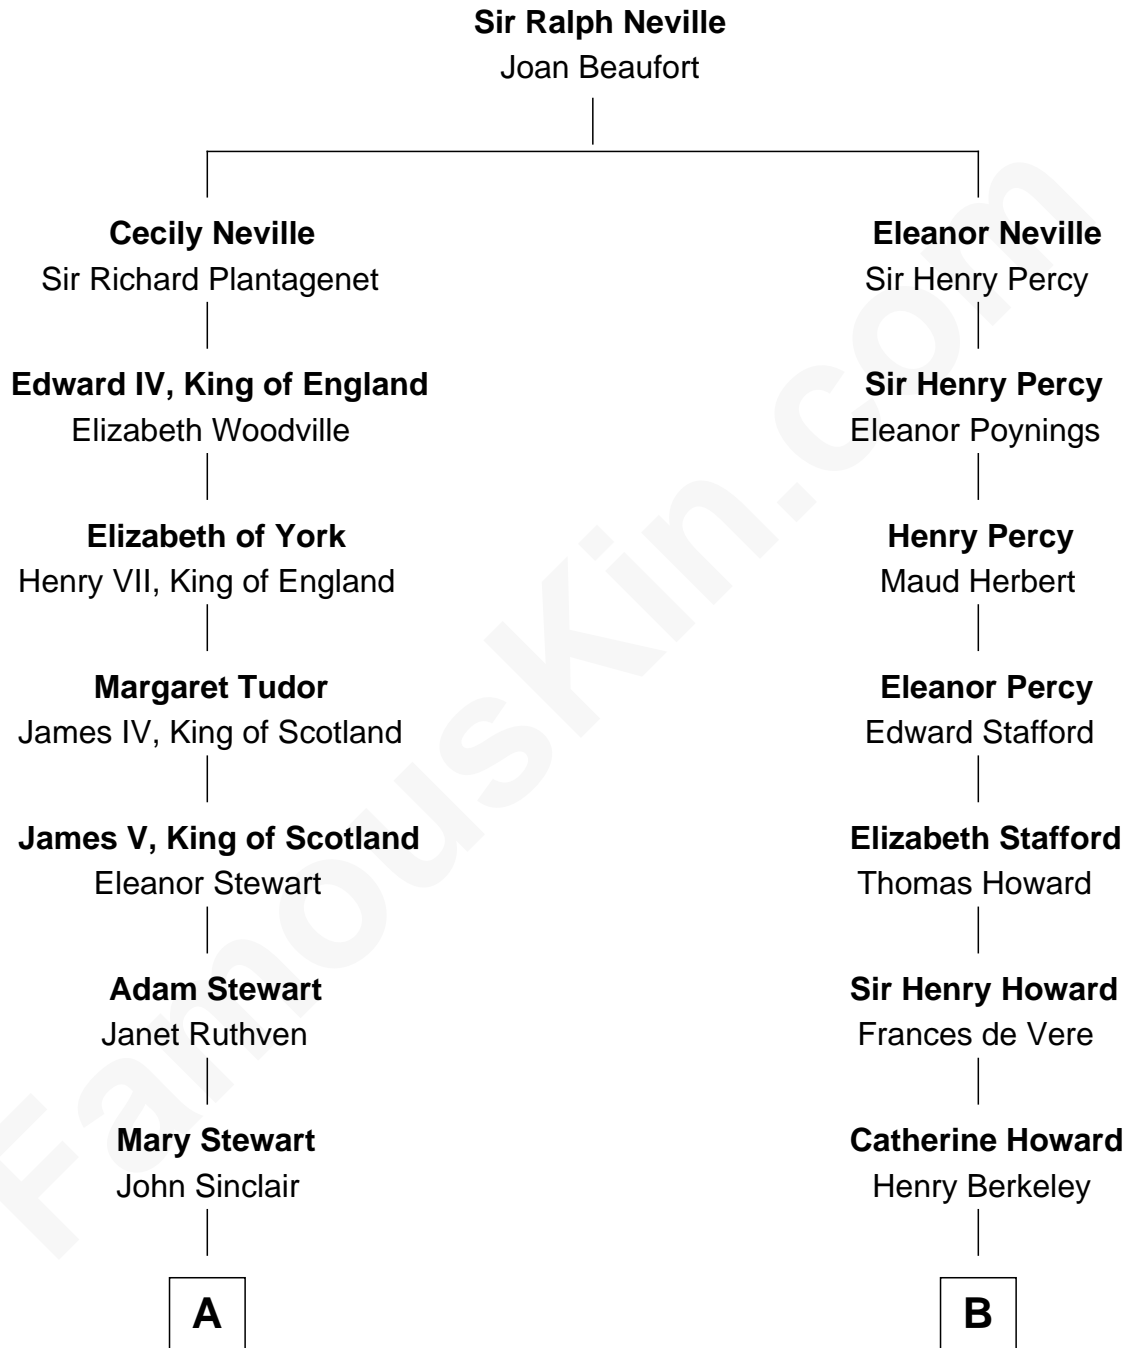 Sir Ralph Neville
Joan Beaufort
Cecily Neville
Sir Richard Plantagenet
Edward IV, King of England
Elizabeth Woodville
Elizabeth of York
Henry VII, King of England
Margaret Tudor
James IV, King of Scotland
James V, King of Scotland
Eleanor Stewart
Adam Stewart
Janet Ruthven
Mary Stewart
John Sinclair
A
Eleanor Neville
Sir Henry Percy
Sir Henry Percy
Eleanor Poynings
Henry Percy
Maud Herbert
Eleanor Percy
Edward Stafford
Elizabeth Stafford
Thomas Howard
Sir Henry Howard
Frances de Vere
Catherine Howard
Henry Berkeley
B
FamousKin.com